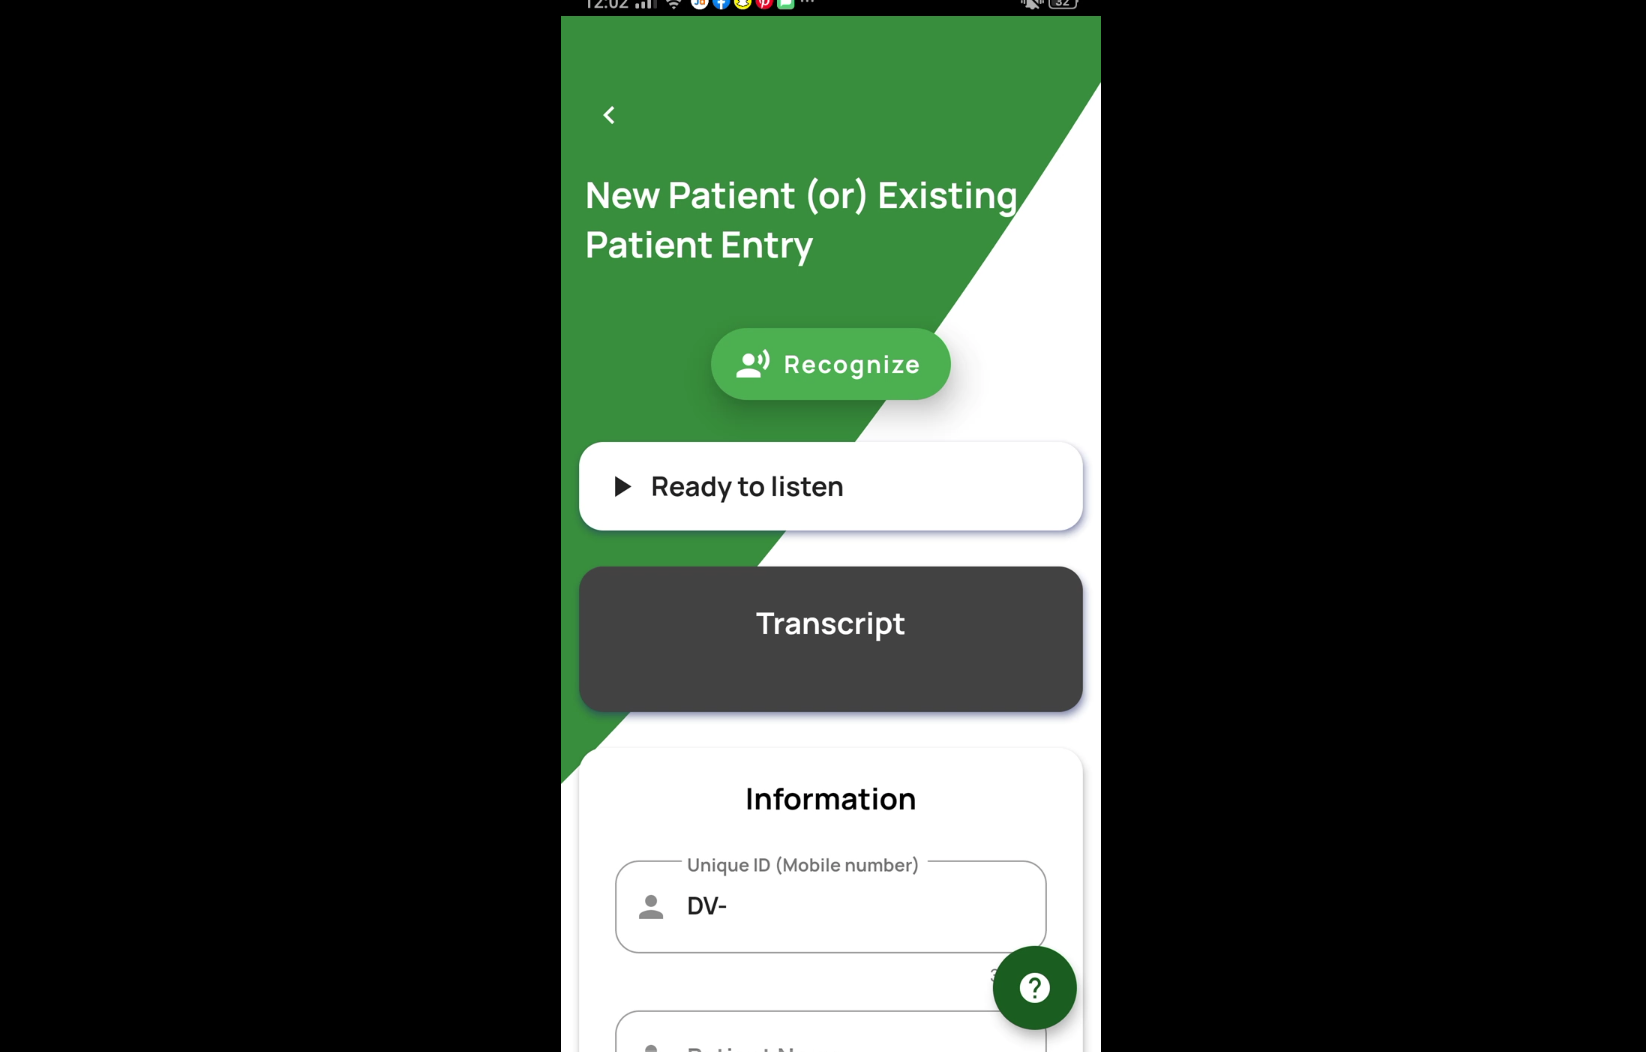 12:02
32
New Patient (or) Existing
Patient Entry
Recognize
Ready to listen
Transcript
Information
Unique ID (Mobile number)
DV-